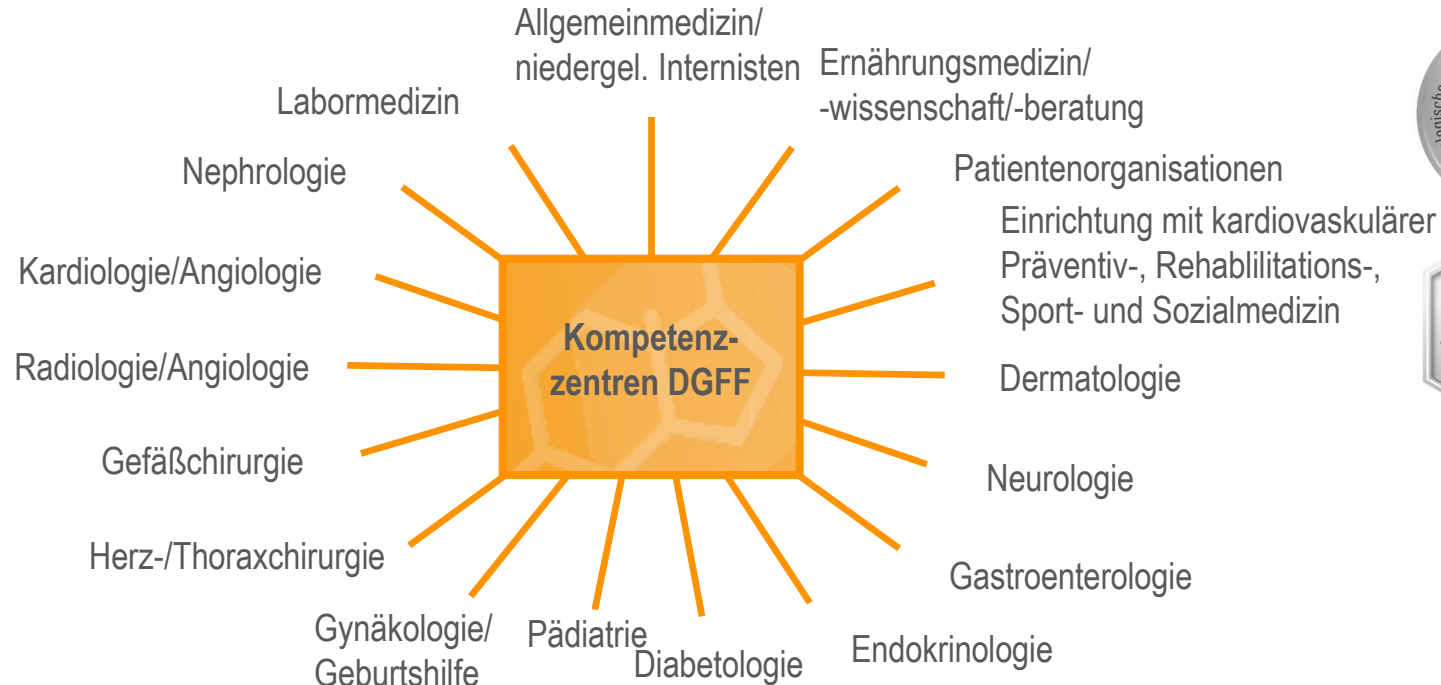 Allgemeinmedizin/
niedergel. Internisten
Ernährungsmedizin/
-wissenschaft/-beratung
Labormedizin
Nephrologie
Patientenorganisationen
Einrichtung mit kardiovaskulärer
Präventiv-, Rehablilitations-,
Sport- und Sozialmedizin
Kardiologie/Angiologie
Kompetenz-
zentren DGFF
Radiologie/Angiologie
Dermatologie
Gefäßchirurgie
Neurologie
Herz-/Thoraxchirurgie
Gastroenterologie
Gynäkologie/
Geburtshilfe
Pädiatrie
Diabetologie
Endokrinologie